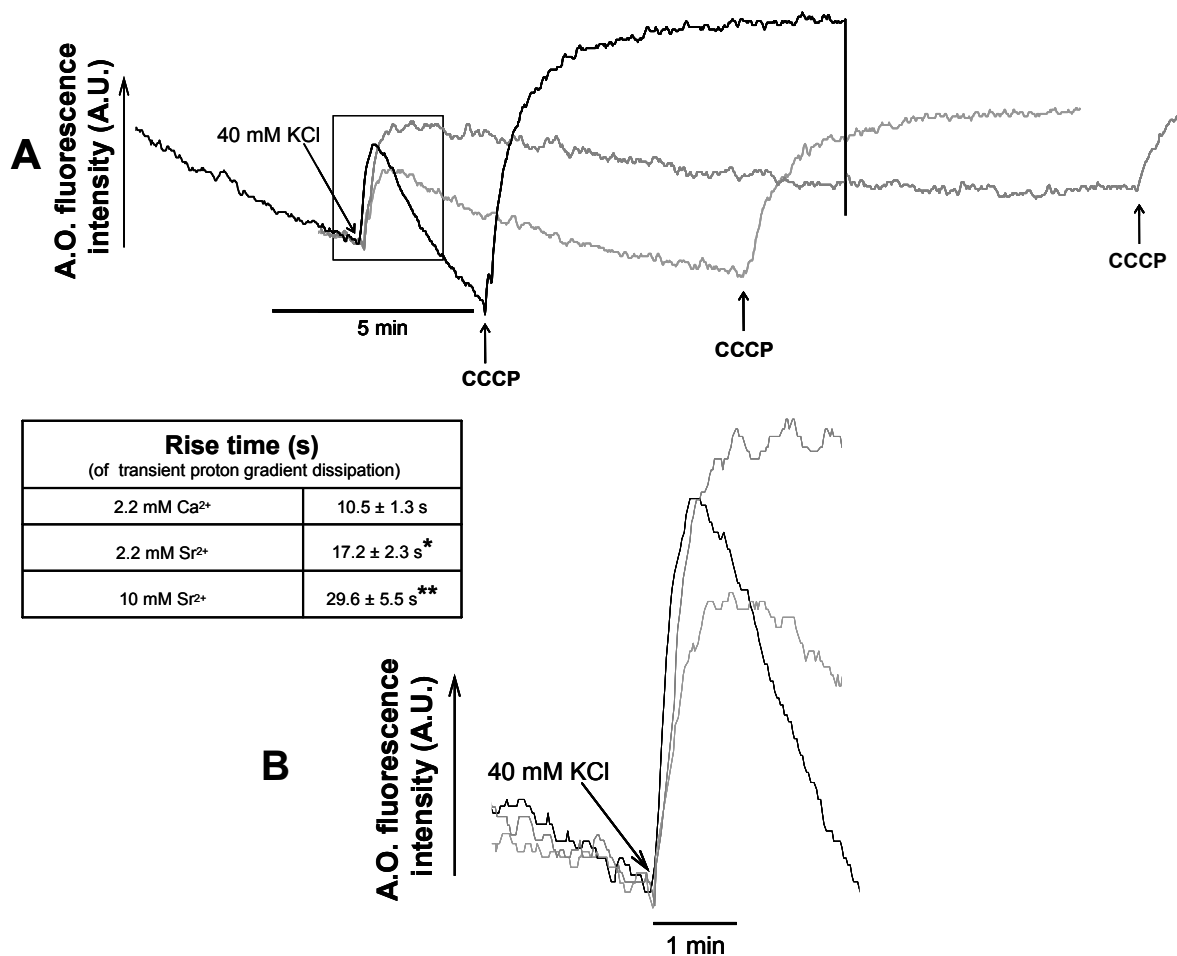 A
A.O. fluorescence
intensity (A.U.)
40 mM KCl
5 min
CCCP
CCCP
CCCP
Rise time (s)
(of transient proton gradient dissipation)
2.2 mM Ca²⁺ 10.5 ± 1.3 s
2.2 mM Sr²⁺ 17.2 ± 2.3 s*
10 mM Sr²⁺ 29.6 ± 5.5 s**
B
A.O. fluorescence
intensity (A.U.)
40 mM KCl
1 min